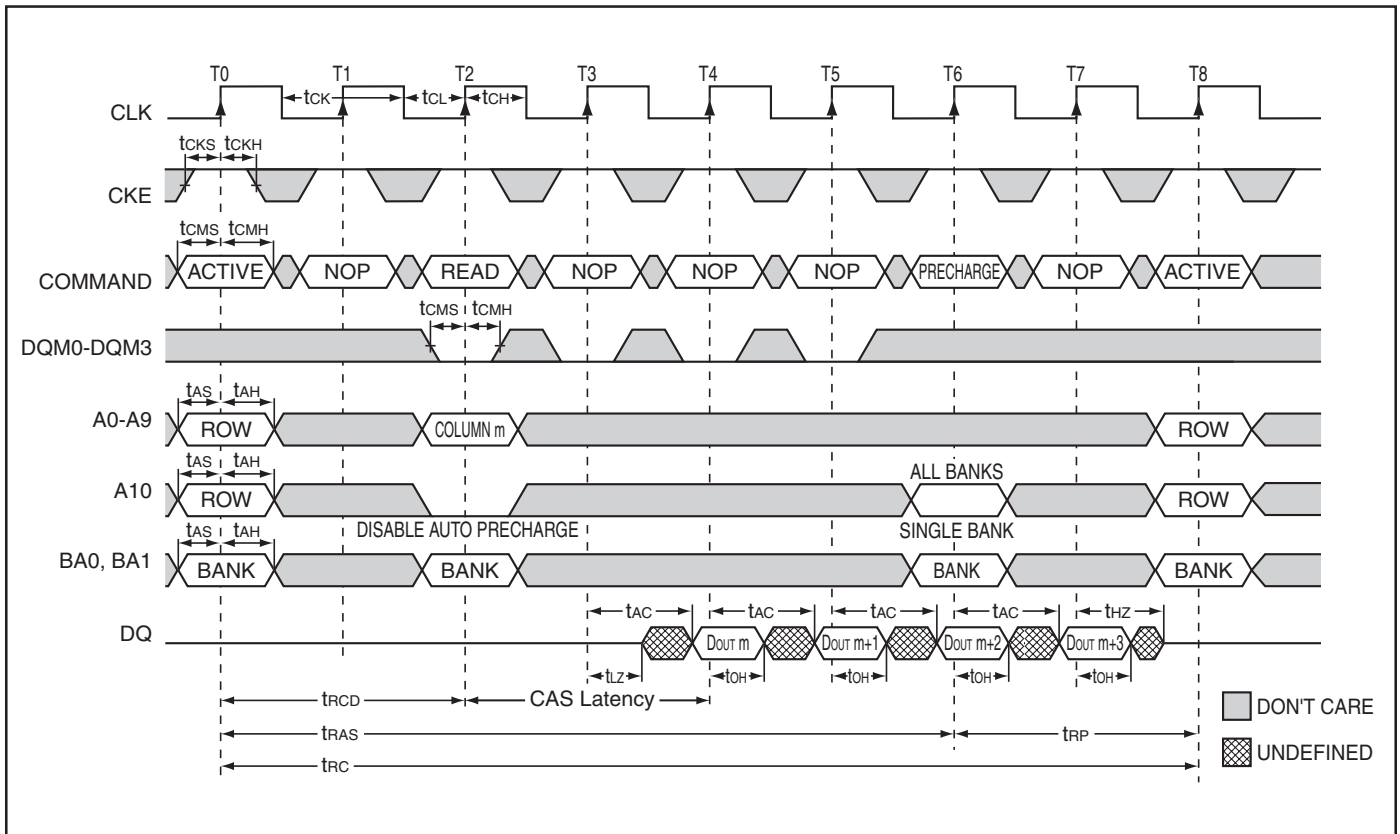 T0 T1 T2 T3 T4 T5 T6 T7 T8
CLK tCK tCL tCH
tCKS tCKH
CKE
tCMS tCMH
COMMAND ACTIVE NOP READ NOP NOP NOP PRECHARGE NOP ACTIVE
tCMS tCMH
DQM0-DQM3
tAS tAH
A0-A9 ROW COLUMN m ROW
tAS tAH ALL BANKS
A10 ROW ROW
tAS tAH DISABLE AUTO PRECHARGE SINGLE BANK
BA0, BA1 BANK BANK BANK BANK
tAC tAC tAC tAC tHZ
DQ DOUT m DOUT m+1 DOUT m+2 DOUT m+3
tLZ tOH tOH tOH tOH
tRCD CAS Latency
DON'T CARE
tRAS tRP
UNDEFINED
tRC